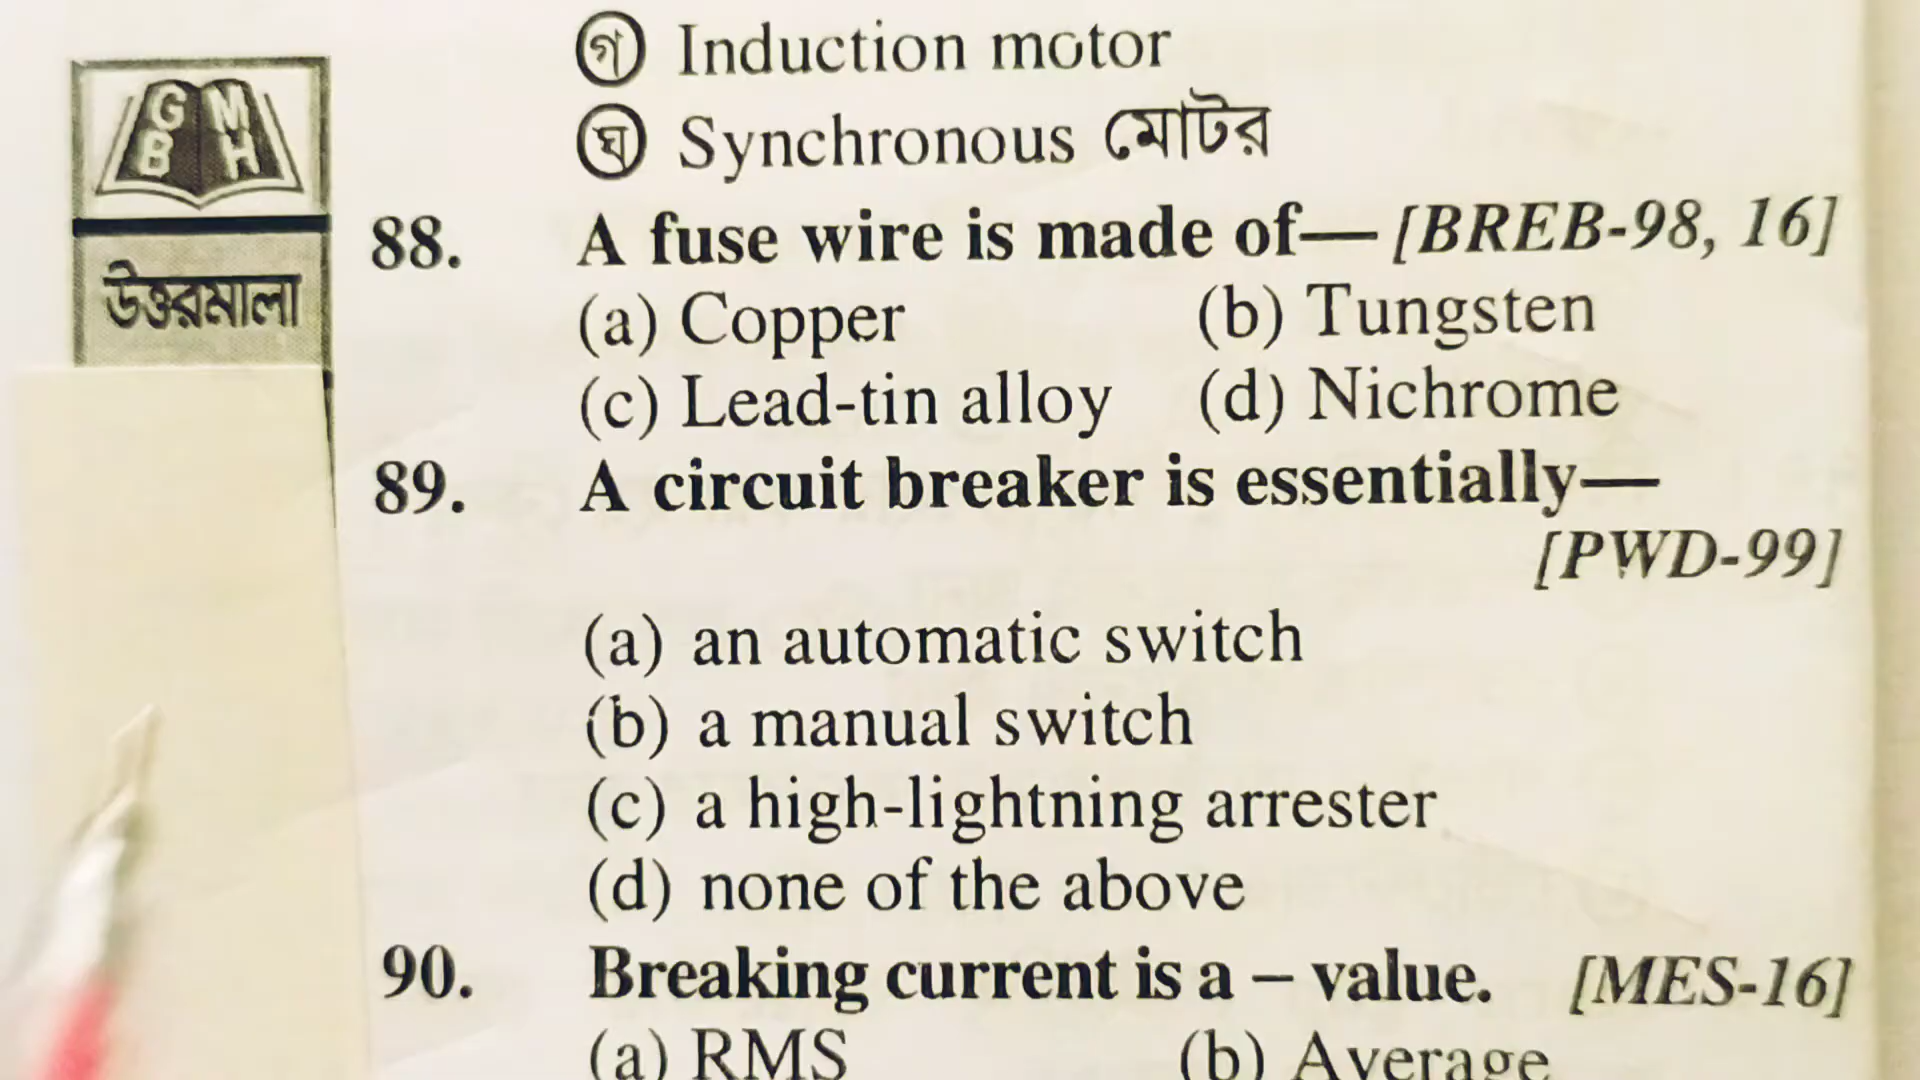 গ Induction motor
ঘ Synchronous মোটর
G M
B H
উত্তরমালা
88. A fuse wire is made of— [BREB-98, 16]
(a) Copper (b) Tungsten
(c) Lead-tin alloy (d) Nichrome
89. A circuit breaker is essentially—
[PWD-99]
(a) an automatic switch
(b) a manual switch
(c) a high-lightning arrester
(d) none of the above
90. Breaking current is a – value. [MES-16]
(a) RMS (b) Average